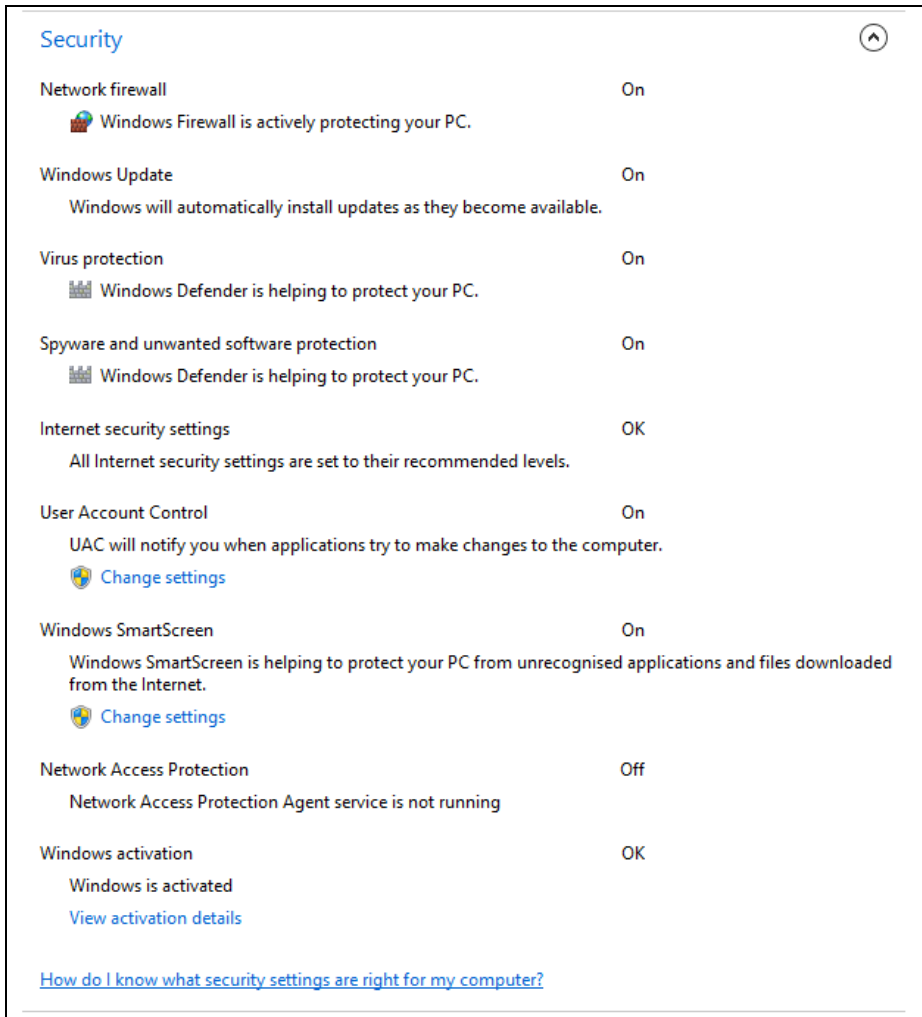 Security
Network firewall On
Windows Firewall is actively protecting your PC.
Windows Update On
Windows will automatically install updates as they become available.
Virus protection On
Windows Defender is helping to protect your PC.
Spyware and unwanted software protection On
Windows Defender is helping to protect your PC.
Internet security settings OK
All Internet security settings are set to their recommended levels.
User Account Control On
UAC will notify you when applications try to make changes to the computer.
Change settings
Windows SmartScreen On
Windows SmartScreen is helping to protect your PC from unrecognised applications and files downloaded
from the Internet.
Change settings
Network Access Protection Off
Network Access Protection Agent service is not running
Windows activation OK
Windows is activated
View activation details
How do I know what security settings are right for my computer?